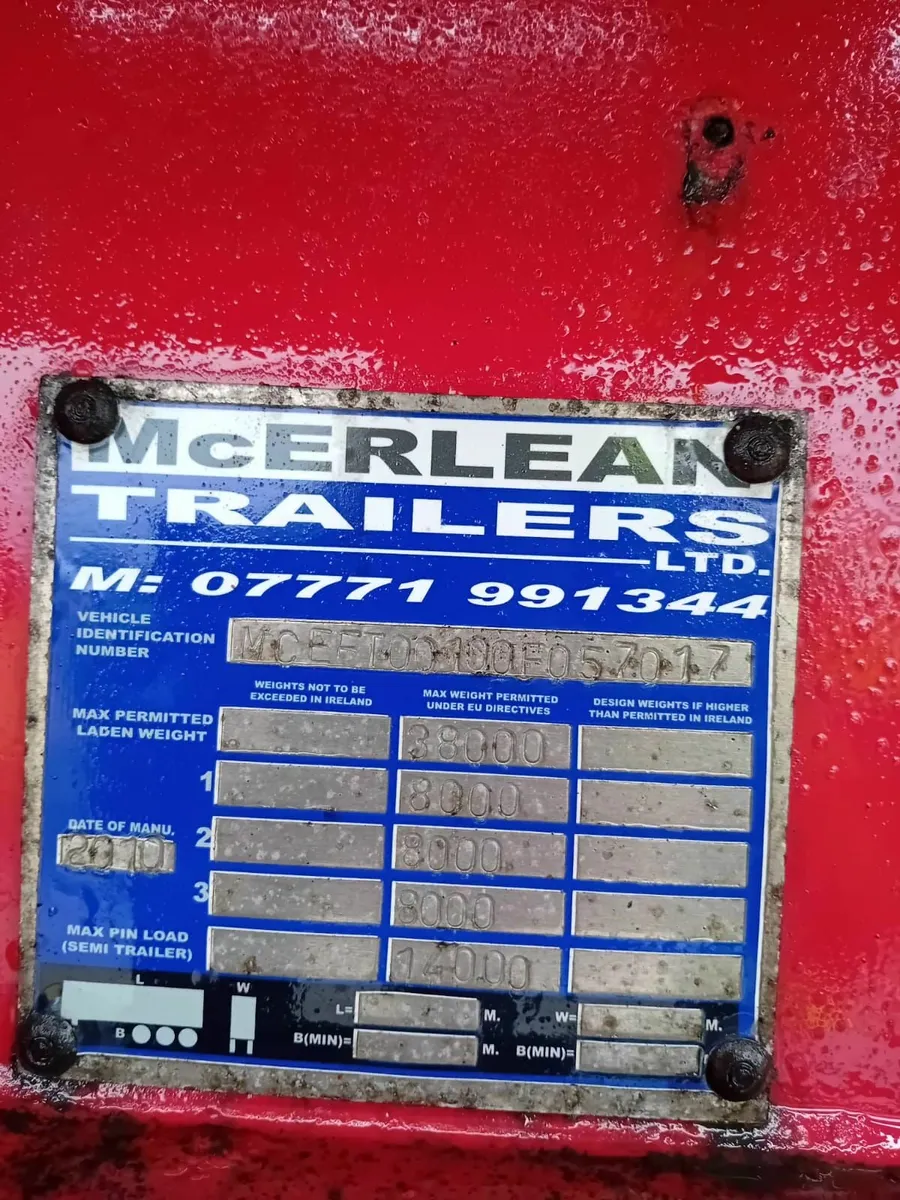 McERLEAN
TRAILERS
LTD.
M: 07771 991344
VEHICLE
IDENTIFICATION
NUMBER
WEIGHTS NOT TO BE
EXCEEDED IN IRELAND
MAX WEIGHT PERMITTED
UNDER EU DIRECTIVES
DESIGN WEIGHTS IF HIGHER
THAN PERMITTED IN IRELAND
MAX PERMITTED
LADEN WEIGHT
38000
1
8000
DATE OF MANU.
2010
2
8000
3
8000
MAX PIN LOAD
(SEMI TRAILER)
14000
L
W
B
L= M.
W= M.
B(MIN)= M.
B(MIN)=